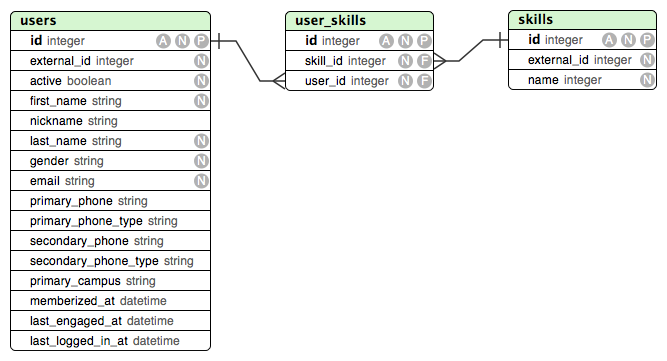 users
id integer A N P
external_id integer N
active boolean N
first_name string N
nickname string
last_name string N
gender string N
email string N
primary_phone string
primary_phone_type string
secondary_phone string
secondary_phone_type string
primary_campus string
memberized_at datetime
last_engaged_at datetime
last_logged_in_at datetime
user_skills
id integer A N P
skill_id integer N F
user_id integer N F
skills
id integer A N P
external_id integer N
name integer N